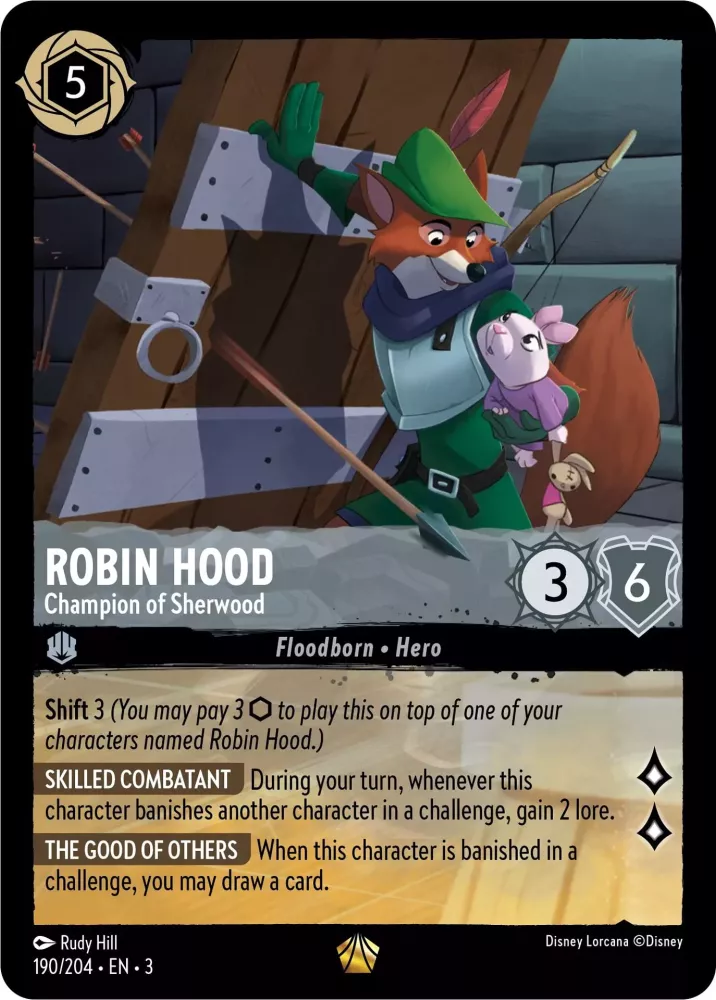 5
ROBIN HOOD
Champion of Sherwood
3
6
Floodborn • Hero
Shift 3 (You may pay 3 ⬡ to play this on top of one of your
characters named Robin Hood.)
SKILLED COMBATANT During your turn, whenever this
character banishes another character in a challenge, gain 2 lore.
THE GOOD OF OTHERS When this character is banished in a
challenge, you may draw a card.
Rudy Hill
Disney Lorcana ©Disney
190/204 • EN • 3